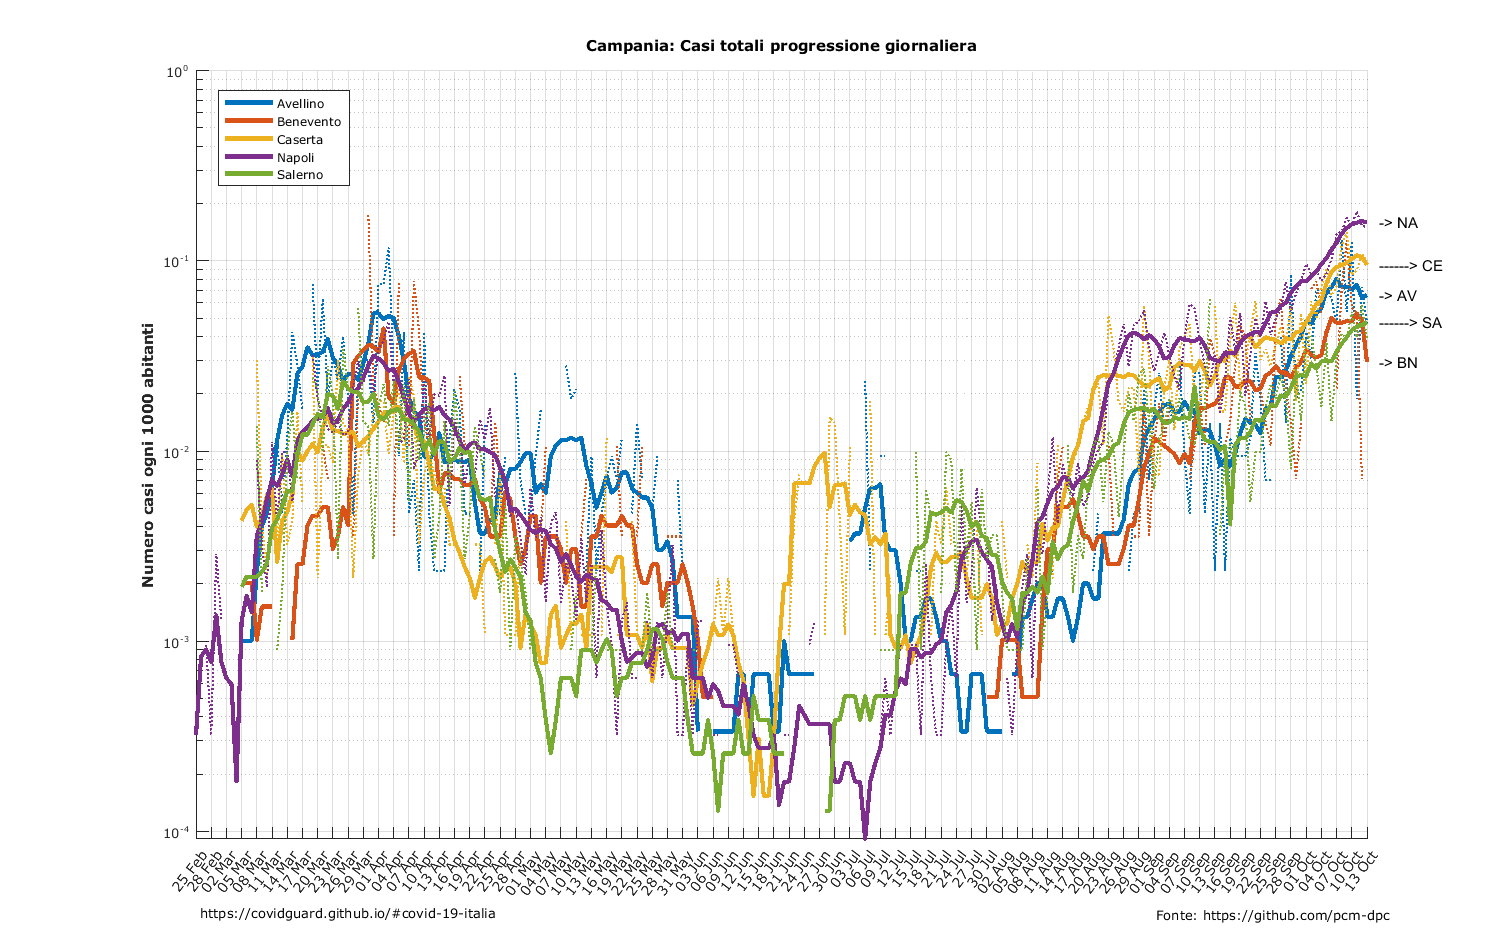 Campania: Casi totali progressione giornaliera
Numero casi ogni 1000 abitanti
10^0
10^-1
10^-2
10^-3
10^-4
Avellino
Benevento
Caserta
Napoli
Salerno
-> NA
------> CE
-> AV
------> SA
-> BN
25 Feb
28 Feb
02 Mar
05 Mar
08 Mar
11 Mar
14 Mar
17 Mar
20 Mar
23 Mar
26 Mar
29 Mar
01 Apr
04 Apr
07 Apr
10 Apr
13 Apr
16 Apr
19 Apr
22 Apr
25 Apr
28 Apr
01 May
04 May
07 May
10 May
13 May
16 May
19 May
22 May
25 May
28 May
31 May
03 Jun
06 Jun
09 Jun
12 Jun
15 Jun
18 Jun
21 Jun
24 Jun
27 Jun
30 Jun
03 Jul
06 Jul
09 Jul
12 Jul
15 Jul
18 Jul
21 Jul
24 Jul
27 Jul
30 Jul
02 Aug
05 Aug
08 Aug
11 Aug
14 Aug
17 Aug
20 Aug
23 Aug
26 Aug
29 Aug
01 Sep
04 Sep
07 Sep
10 Sep
13 Sep
16 Sep
19 Sep
22 Sep
25 Sep
28 Sep
01 Oct
04 Oct
07 Oct
10 Oct
13 Oct
https://covidguard.github.io/#covid-19-italia
Fonte: https://github.com/pcm-dpc